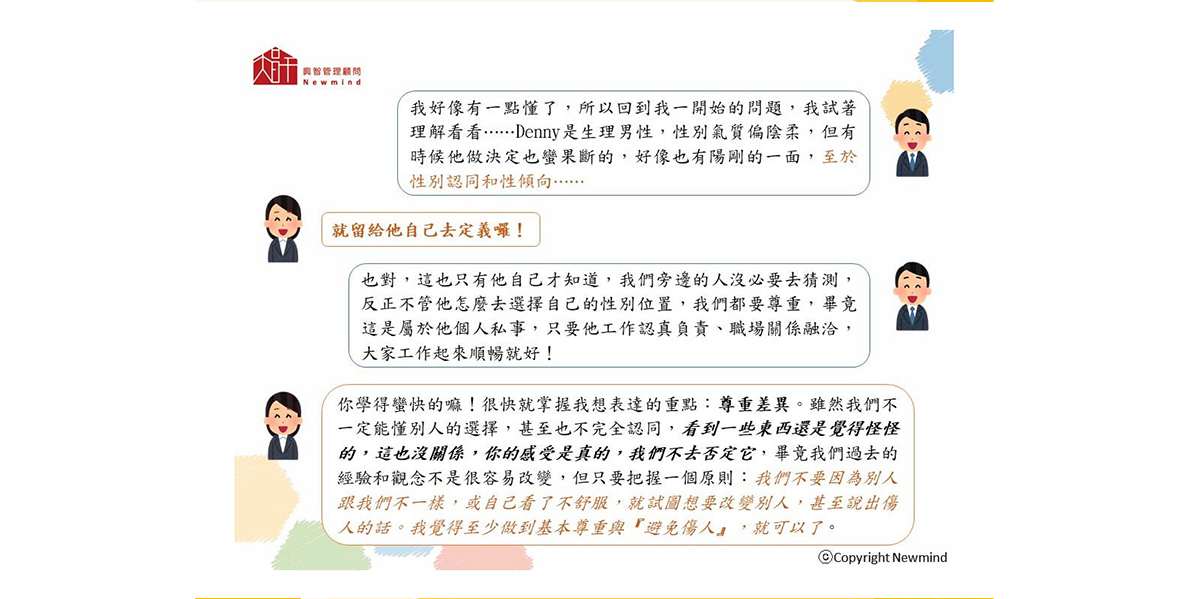 興智管理顧問
Newmind
我好像有一點懂了，所以回到我一開始的問題，我試著
理解看看⋯⋯Denny是生理男性，性別氣質偏陰柔，但有
時候他做決定也蠻果斷的，好像也有陽剛的一面，至於
性別認同和性傾向⋯⋯
就留給他自己去定義囉！
也對，這也只有他自己才知道，我們旁邊的人沒必要去猜測，
反正不管他怎麼去選擇自己的性別位置，我們都要尊重，畢竟
這是屬於他個人私事，只要他工作認真負責、職場關係融洽，
大家工作起來順暢就好！
你學得蠻快的嘛！很快就掌握我想表達的重點：尊重差異。雖然我們不
一定能懂別人的選擇，甚至也不完全認同，看到一些東西還是覺得怪怪
的，這也沒關係，你的感受是真的，我們不去否定它，畢竟我們過去的
經驗和觀念不是很容易改變，但只要把握一個原則：我們不要因為別人
跟我們不一樣，或自己看了不舒服，就試圖想要改變別人，甚至說出傷
人的話。我覺得至少做到基本尊重與『避免傷人』，就可以了。
ⓒCopyright Newmind